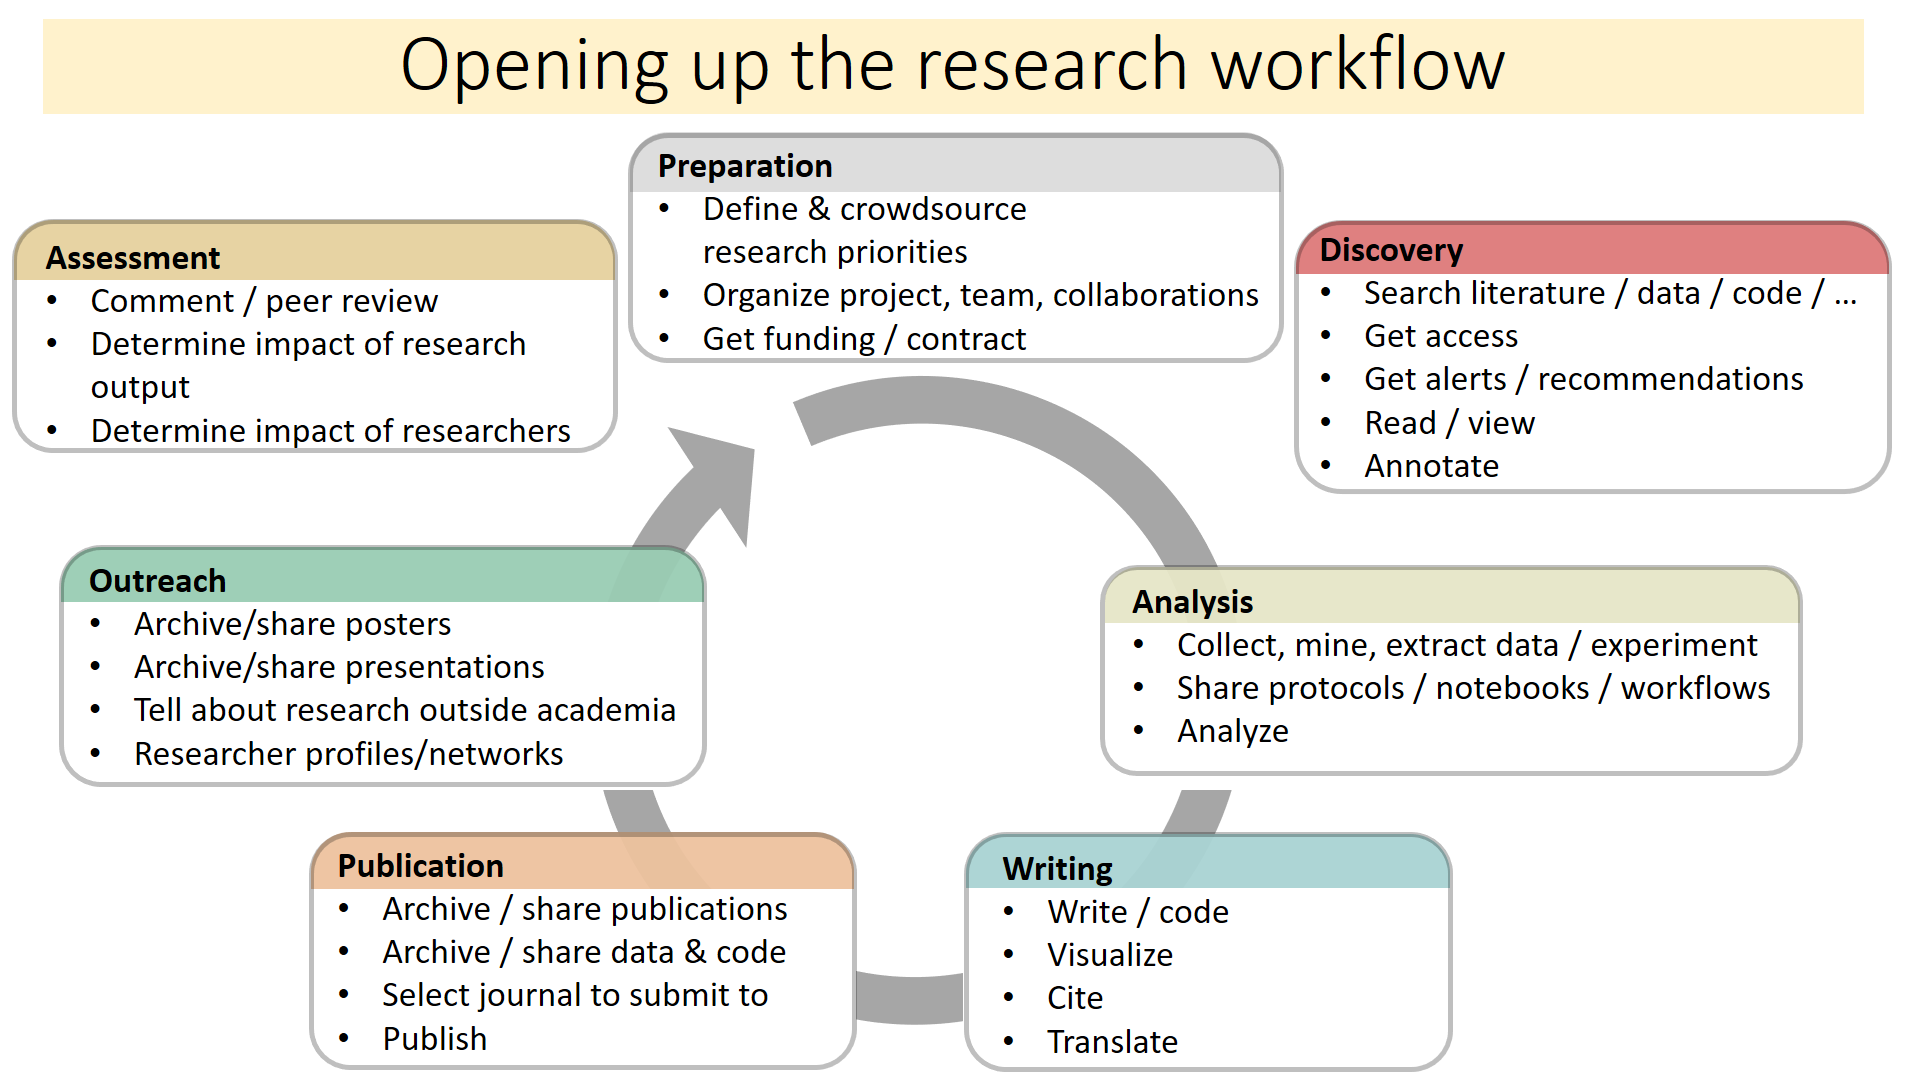 Opening up the research workflow
Preparation
• Define & crowdsource
research priorities
• Organize project, team, collaborations
• Get funding / contract
Discovery
• Search literature / data / code / ...
• Get access
• Get alerts / recommendations
• Read / view
• Annotate
Analysis
• Collect, mine, extract data / experiment
• Share protocols / notebooks / workflows
• Analyze
Writing
• Write / code
• Visualize
• Cite
• Translate
Publication
• Archive / share publications
• Archive / share data & code
• Select journal to submit to
• Publish
Outreach
• Archive/share posters
• Archive/share presentations
• Tell about research outside academia
• Researcher profiles/networks
Assessment
• Comment / peer review
• Determine impact of research
output
• Determine impact of researchers